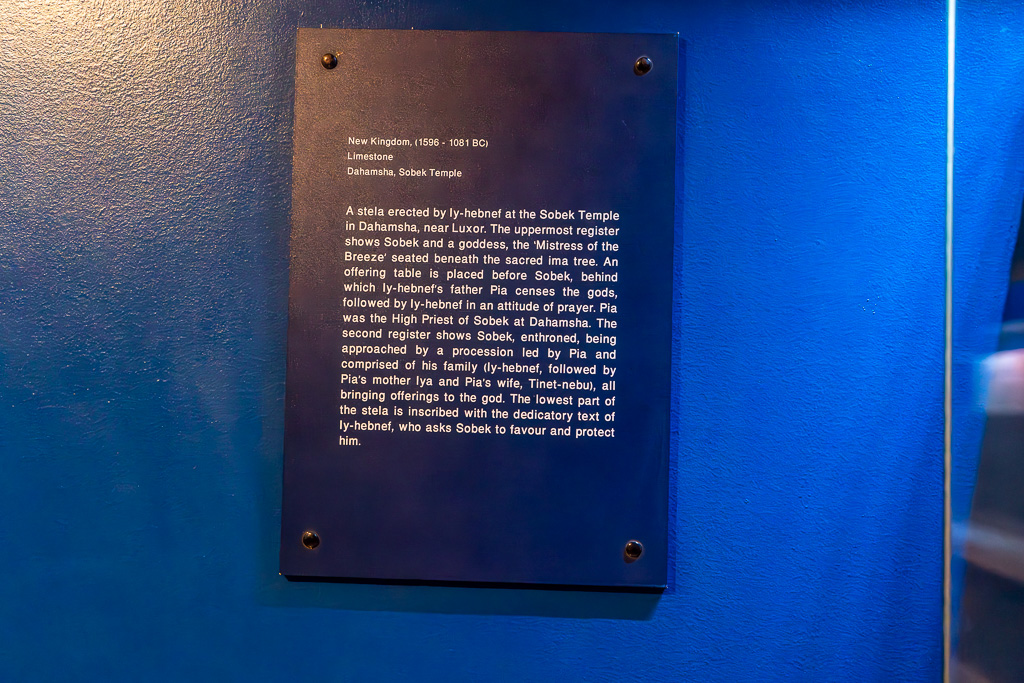 New Kingdom, (1596 - 1081 BC)
Limestone
Dahamsha, Sobek Temple
A stela erected by Iy-hebnef at the Sobek Temple
in Dahamsha, near Luxor. The uppermost register
shows Sobek and a goddess, the 'Mistress of the
Breeze' seated beneath the sacred ima tree. An
offering table is placed before Sobek, behind
which Iy-hebnef's father Pia censes the gods,
followed by Iy-hebnef in an attitude of prayer. Pia
was the High Priest of Sobek at Dahamsha. The
second register shows Sobek, enthroned, being
approached by a procession led by Pia and
comprised of his family (Iy-hebnef, followed by
Pia's mother Iya and Pia's wife, Tinet-nebu), all
bringing offerings to the god. The lowest part of
the stela is inscribed with the dedicatory text of
Iy-hebnef, who asks Sobek to favour and protect
him.